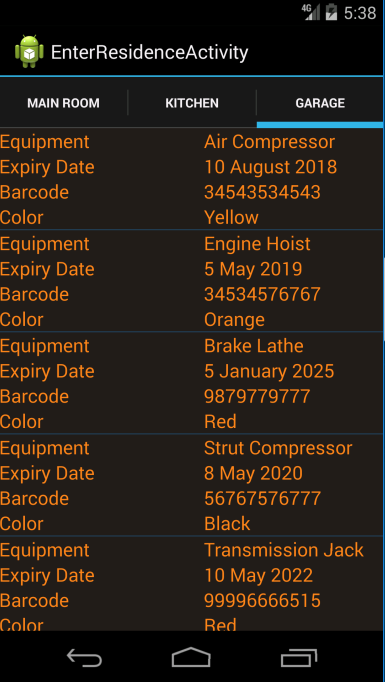 4G 5:38
EnterResidenceActivity
MAIN ROOM KITCHEN GARAGE
Equipment Air Compressor
Expiry Date 10 August 2018
Barcode 34543534543
Color Yellow
Equipment Engine Hoist
Expiry Date 5 May 2019
Barcode 34534576767
Color Orange
Equipment Brake Lathe
Expiry Date 5 January 2025
Barcode 9879779777
Color Red
Equipment Strut Compressor
Expiry Date 8 May 2020
Barcode 56767576777
Color Black
Equipment Transmission Jack
Expiry Date 10 May 2022
Barcode 99996666515
Color Red